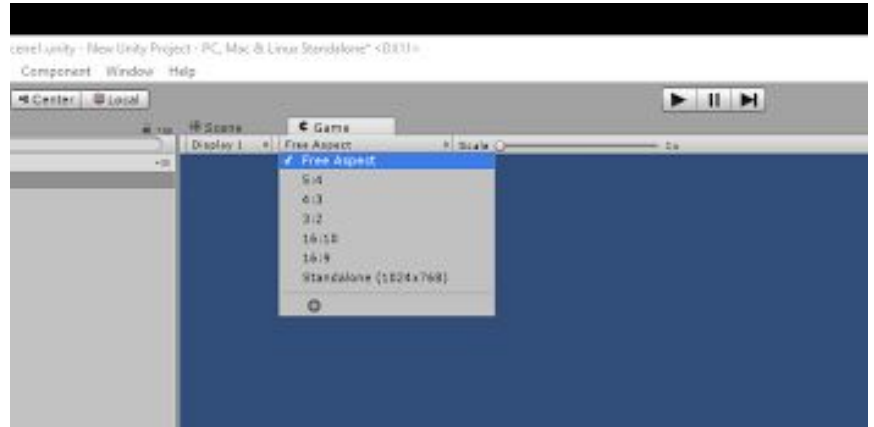 cene1.unity - New Unity Project - PC, Mac & Linux Standalone* <DX11>
Component Window Help
Center Local
Scene Game
Display 1 Free Aspect Scale 1x
✓ Free Aspect
5:4
4:3
3:2
16:10
16:9
Standalone (1024x768)